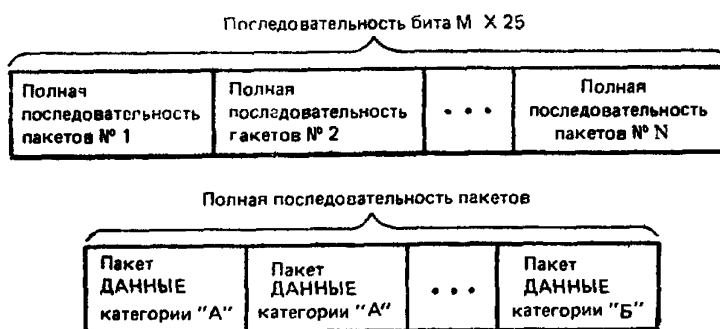 Последовательность бита M X 25
Полная последовательность пакетов № 1
Полная последовательность гакетов № 2
• • •
Полная последовательность пакетов № N
Полная последовательность пакетов
Пакет ДАННЫЕ категории "А"
Пакет ДАННЫЕ категории "А"
• • •
Пакет ДАННЫЕ категории "Б"